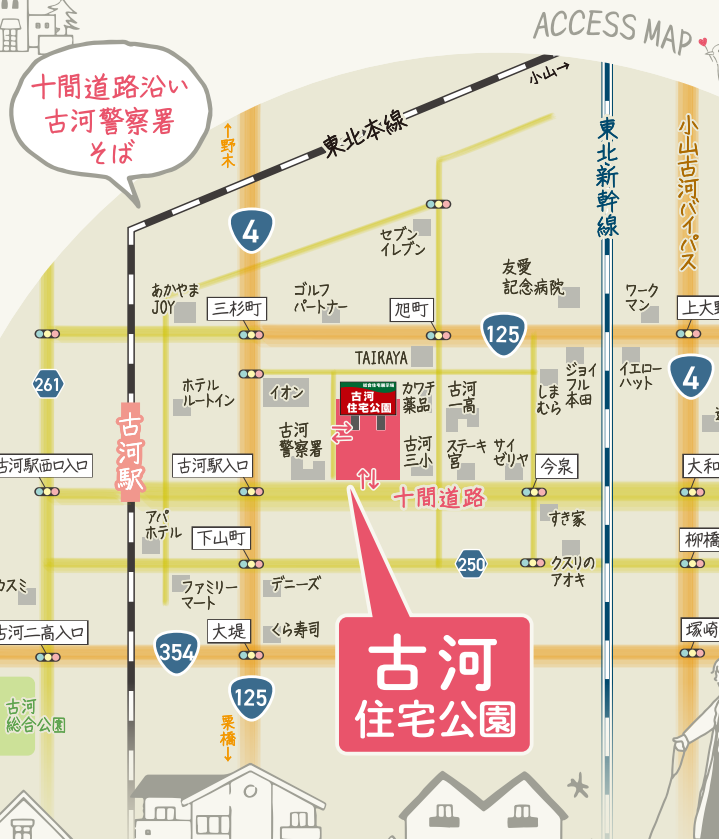 ACCESS MAP
十間道路沿い
古河警察署
そば
小山→
東北本線
↑
野木
4
東北新幹線
小山古河バイパス
セブン
イレブン
友愛
記念病院
あかやま
JOY
三杉町
ゴルフ
パートナー
旭町
ワーク
マン
上大野
125
TAIRAYA
261
ホテル
ルートイン
イオン
総合住宅展示場
古河
住宅公園
カワチ
薬品
古河
一高
しま
むら
ジョイ
フル
本田
イエロー
ハット
4
古河駅
古河
警察署
古河
三小
ステーキ
宮
サイ
ゼリヤ
古河駅西口入口
古河駅入口
今泉
大和
十間道路
アパ
ホテル
下山町
すき家
柳橋
250
クスリの
アオキ
カスミ
ファミリー
マート
デニーズ
古河二高入口
大堤
くら寿司
塚崎
354
古河
住宅公園
125
古河
総合公園
栗橋
↓